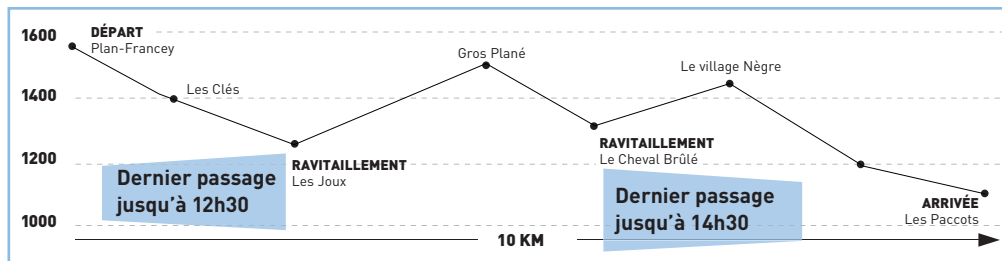 1600
1400
1200
1000
DÉPART
Plan-Francey
Les Clés
RAVITAILLEMENT
Les Joux
Dernier passage
jusqu’à 12h30
Gros Plané
RAVITAILLEMENT
Le Cheval Brûlé
Dernier passage
jusqu’à 14h30
Le village Nègre
ARRIVÉE
Les Paccots
10 KM